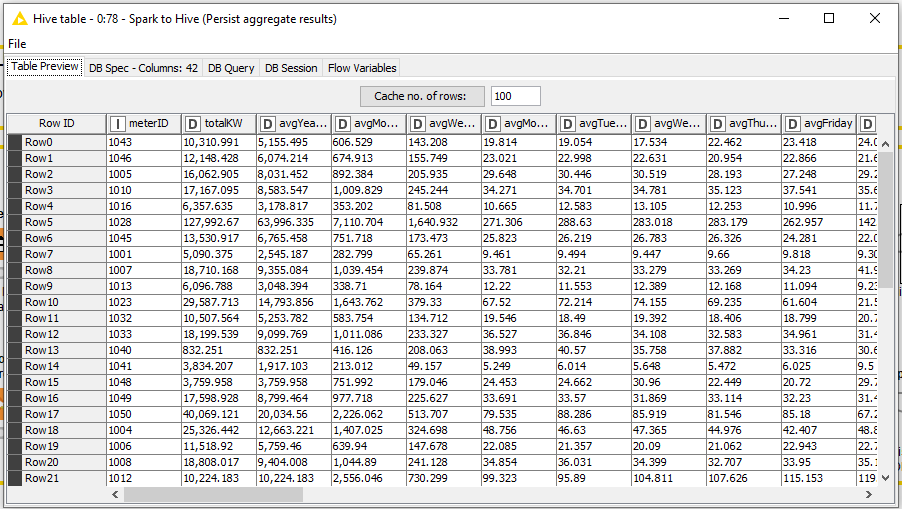 Hive table - 0:78 - Spark to Hive (Persist aggregate results)
File
Table Preview DB Spec - Columns: 42 DB Query DB Session Flow Variables
Cache no. of rows: 100
Row ID I meterID D totalKW D avgYea... D avgMo... D avgWe... D avgMo... D avgTue... D avgWe... D avgThu... D avgFriday D
Row0 1043 10,310.991 5,155.495 606.529 143.208 19.814 19.054 17.534 22.462 23.418 24.0
Row1 1046 12,148.428 6,074.214 674.913 155.749 23.021 22.998 22.631 20.954 22.866 21.6
Row2 1005 16,062.905 8,031.452 892.384 205.935 29.648 30.446 30.519 28.193 27.248 29.2
Row3 1010 17,167.095 8,583.547 1,009.829 245.244 34.271 34.701 34.781 35.123 37.541 35.6
Row4 1016 6,357.635 3,178.817 353.202 81.508 10.665 12.583 13.105 12.253 10.996 11.7
Row5 1028 127,992.67 63,996.335 7,110.704 1,640.932 271.306 288.63 283.018 283.179 262.957 142.
Row6 1045 13,530.917 6,765.458 751.718 173.473 25.823 26.219 26.783 26.326 24.281 22.0
Row7 1001 5,090.375 2,545.187 282.799 65.261 9.461 9.494 9.447 9.66 9.818 9.30
Row8 1007 18,710.168 9,355.084 1,039.454 239.874 33.781 32.21 33.279 33.269 34.23 41.9
Row9 1013 6,096.788 3,048.394 338.71 78.164 12.22 11.553 12.389 12.168 11.094 9.23
Row10 1023 29,587.713 14,793.856 1,643.762 379.33 67.52 72.214 74.155 69.235 61.604 21.5
Row11 1032 10,507.564 5,253.782 583.754 134.712 19.546 18.49 19.392 18.406 18.799 20.7
Row12 1033 18,199.539 9,099.769 1,011.086 233.327 36.527 36.846 34.108 32.583 34.961 31.4
Row13 1040 832.251 832.251 416.126 208.063 38.993 40.57 35.758 37.882 33.316 30.6
Row14 1041 3,834.207 1,917.103 213.012 49.157 5.249 6.014 5.648 5.472 6.025 9.5
Row15 1048 3,759.958 3,759.958 751.992 179.046 24.453 24.662 30.96 22.449 20.72 29.7
Row16 1049 17,598.928 8,799.464 977.718 225.627 33.691 33.57 31.869 33.114 32.23 31.4
Row17 1050 40,069.121 20,034.56 2,226.062 513.707 79.535 88.286 85.919 81.546 85.18 67.2
Row18 1004 25,326.442 12,663.221 1,407.025 324.698 48.756 46.63 47.365 44.976 42.407 48.8
Row19 1006 11,518.92 5,759.46 639.94 147.678 22.085 21.357 20.09 21.062 22.943 22.7
Row20 1008 18,808.017 9,404.008 1,044.89 241.128 34.854 36.031 34.399 32.707 33.95 35.1
Row21 1012 10,224.183 10,224.183 2,556.046 730.299 99.323 95.89 104.811 107.626 115.153 119